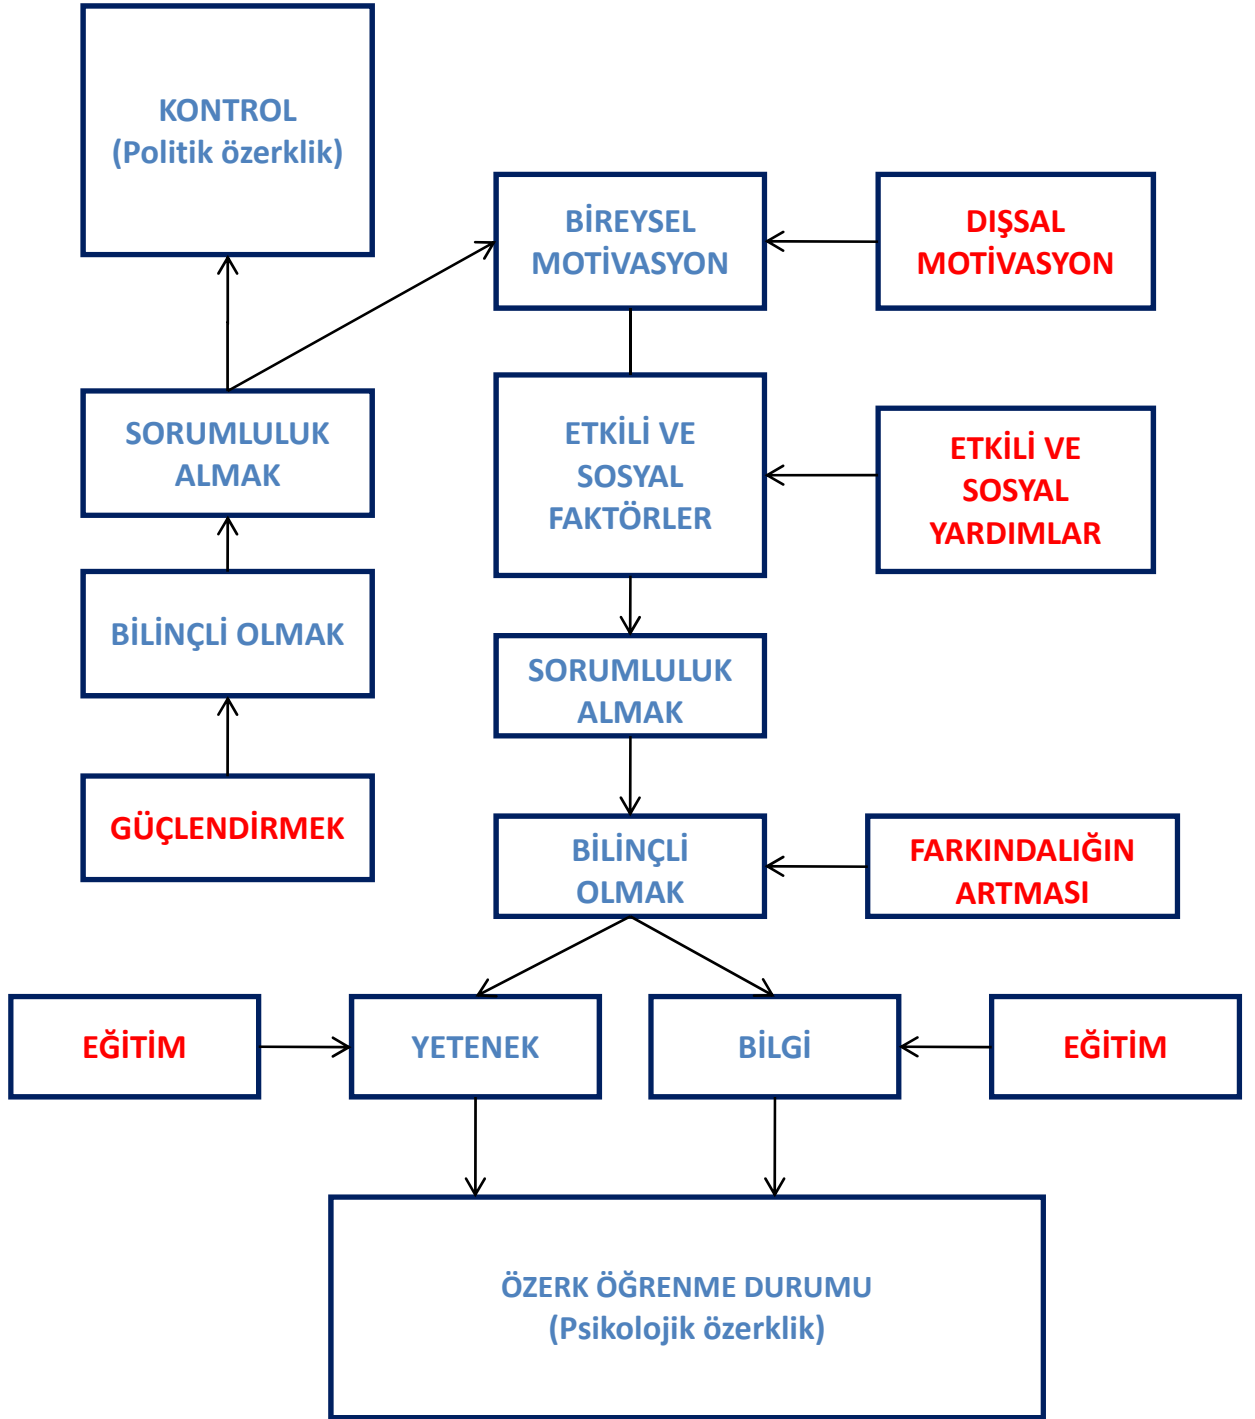 KONTROL
(Politik özerklik)
BİREYSEL
MOTİVASYON
DIŞSAL
MOTİVASYON
SORUMLULUK
ALMAK
ETKİLİ VE
SOSYAL
FAKTÖRLER
ETKİLİ VE
SOSYAL
YARDIMLAR
BİLİNÇLİ OLMAK
SORUMLULUK
ALMAK
GÜÇLENDİRMEK
BİLİNÇLİ
OLMAK
FARKINDALIĞIN
ARTMASI
EĞİTİM
YETENEK
BİLGİ
EĞİTİM
ÖZERK ÖĞRENME DURUMU
(Psikolojik özerklik)